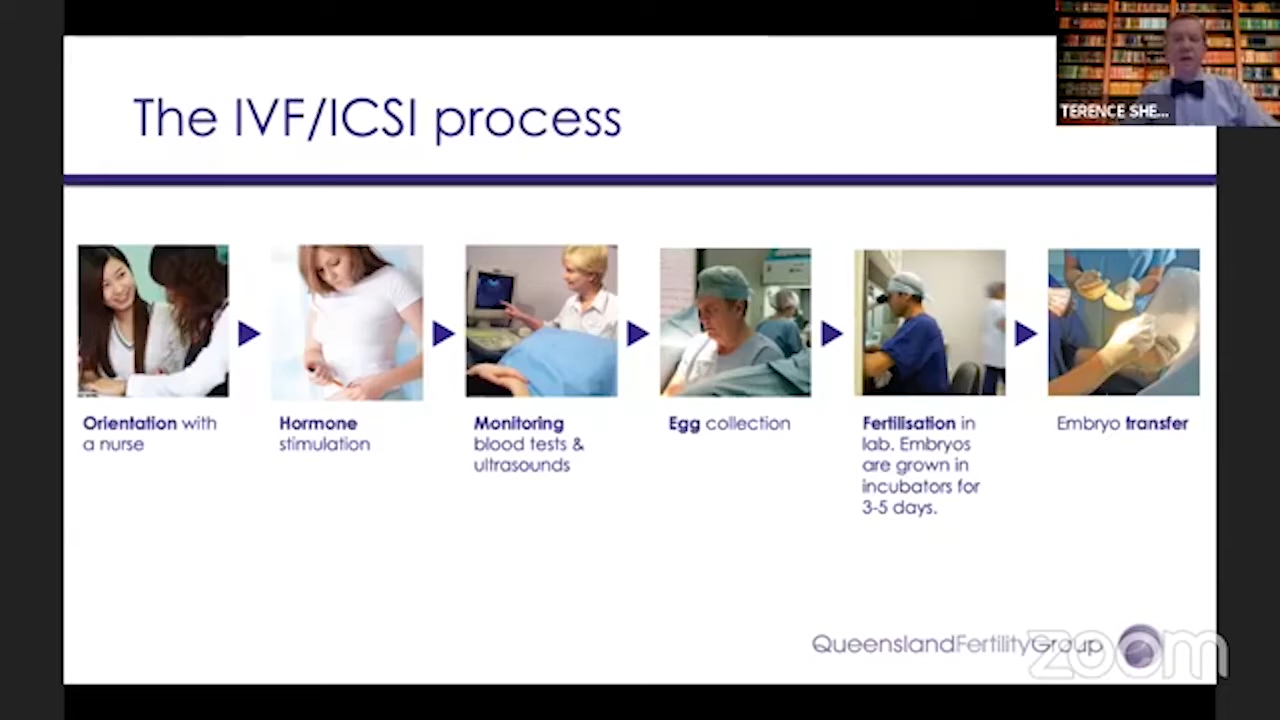 The IVF/ICSI process
TERENCE SHE...
Orientation with
a nurse
Hormone
stimulation
Monitoring
blood tests &
ultrasounds
Egg collection
Fertilisation in
lab. Embryos
are grown in
incubators for
3-5 days.
Embryo transfer
QueenslandFertilityGroup
zoom